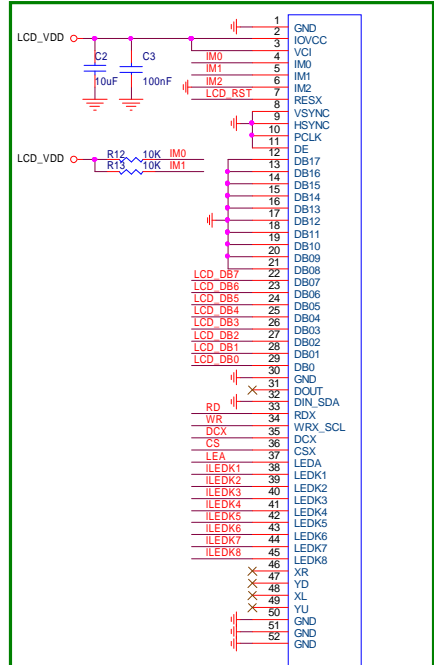 1 GND
LCD_VDD 2 IOVCC
3 VCI
C2 C3 IM0 4 IM0
10uF 100nF IM1 5 IM1
IM2 6 IM2
LCD_RST 7 RESX
8 VSYNC
9 HSYNC
10 PCLK
11 DE
LCD_VDD R12 10K IM0 12 DB17
R13 10K IM1 13 DB16
14 DB15
15 DB14
16 DB13
17 DB12
18 DB11
19 DB10
20 DB09
21 DB08
LCD_DB7 22 DB07
LCD_DB6 23 DB06
LCD_DB5 24 DB05
LCD_DB4 25 DB04
LCD_DB3 26 DB03
LCD_DB2 27 DB02
LCD_DB1 28 DB01
LCD_DB0 29 DB0
30 GND
31 DOUT
32 DIN_SDA
RD 33 RDX
WR 34 WRX_SCL
DCX 35 DCX
CS 36 CSX
LEA 37 LEDA
ILEDK1 38 LEDK1
ILEDK2 39 LEDK2
ILEDK3 40 LEDK3
ILEDK4 41 LEDK4
ILEDK5 42 LEDK5
ILEDK6 43 LEDK6
ILEDK7 44 LEDK7
ILEDK8 45 LEDK8
46 XR
47 YD
48 XL
49 YU
50 GND
51 GND
52 GND